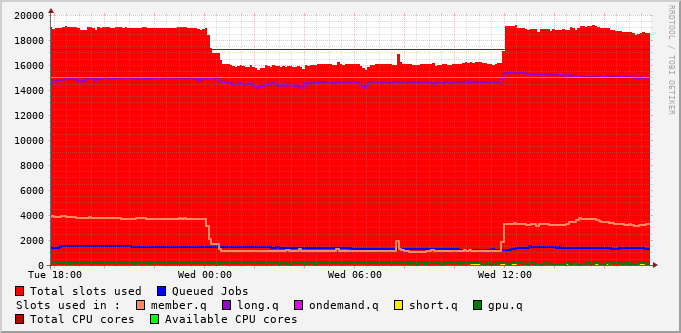 20000
18000
16000
14000
12000
10000
8000
6000
4000
2000
0
Tue 18:00 Wed 00:00 Wed 06:00 Wed 12:00
RRDTOOL / TOBI OETIKER
Total slots used Queued Jobs
Slots used in : member.q long.q ondemand.q short.q gpu.q
Total CPU cores Available CPU cores